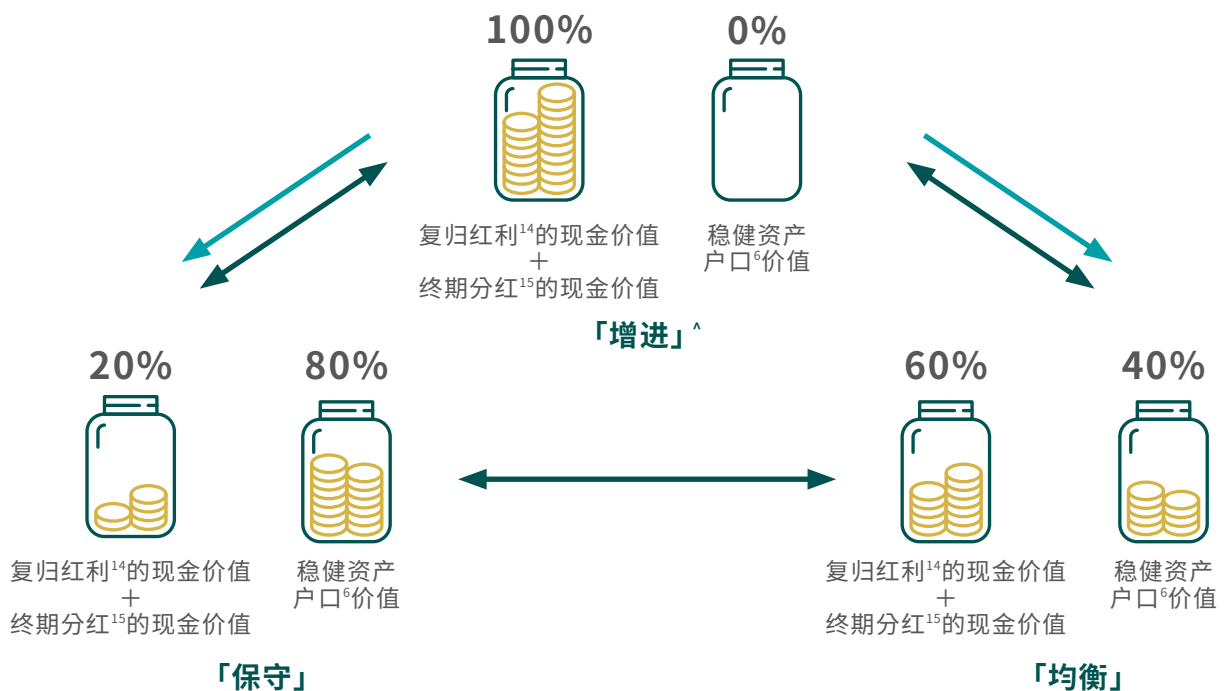 100%
0%
复归红利14的现金价值
+
终期分红15的现金价值
稳健资产
户口6价值
「增进」^
20%
80%
复归红利14的现金价值
+
终期分红15的现金价值
稳健资产
户口6价值
「保守」
60%
40%
复归红利14的现金价值
+
终期分红15的现金价值
稳健资产
户口6价值
「均衡」